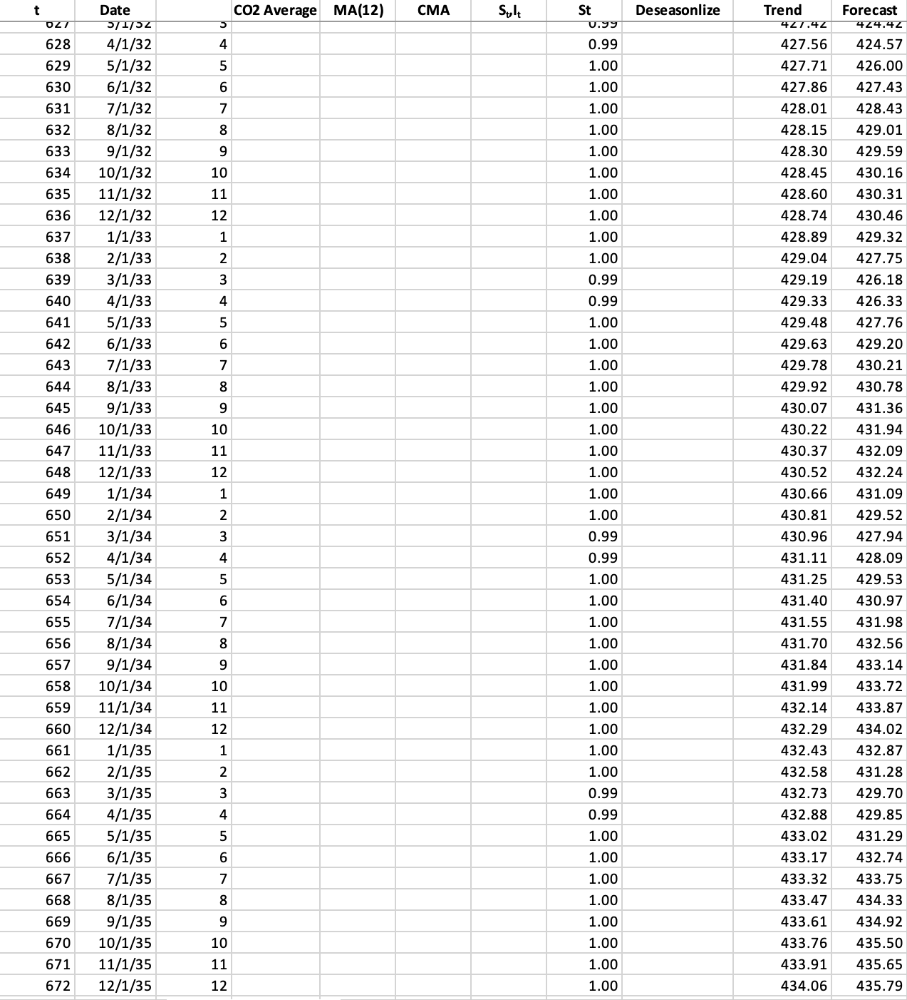 t Date CO2 Average MA(12) CMA St,It St Deseasonlize Trend Forecast
627 3/1/32 3 0.99 427.42 424.42
628 4/1/32 4 0.99 427.56 424.57
629 5/1/32 5 1.00 427.71 426.00
630 6/1/32 6 1.00 427.86 427.43
631 7/1/32 7 1.00 428.01 428.43
632 8/1/32 8 1.00 428.15 429.01
633 9/1/32 9 1.00 428.30 429.59
634 10/1/32 10 1.00 428.45 430.16
635 11/1/32 11 1.00 428.60 430.31
636 12/1/32 12 1.00 428.74 430.46
637 1/1/33 1 1.00 428.89 429.32
638 2/1/33 2 1.00 429.04 427.75
639 3/1/33 3 0.99 429.19 426.18
640 4/1/33 4 0.99 429.33 426.33
641 5/1/33 5 1.00 429.48 427.76
642 6/1/33 6 1.00 429.63 429.20
643 7/1/33 7 1.00 429.78 430.21
644 8/1/33 8 1.00 429.92 430.78
645 9/1/33 9 1.00 430.07 431.36
646 10/1/33 10 1.00 430.22 431.94
647 11/1/33 11 1.00 430.37 432.09
648 12/1/33 12 1.00 430.52 432.24
649 1/1/34 1 1.00 430.66 431.09
650 2/1/34 2 1.00 430.81 429.52
651 3/1/34 3 0.99 430.96 427.94
652 4/1/34 4 0.99 431.11 428.09
653 5/1/34 5 1.00 431.25 429.53
654 6/1/34 6 1.00 431.40 430.97
655 7/1/34 7 1.00 431.55 431.98
656 8/1/34 8 1.00 431.70 432.56
657 9/1/34 9 1.00 431.84 433.14
658 10/1/34 10 1.00 431.99 433.72
659 11/1/34 11 1.00 432.14 433.87
660 12/1/34 12 1.00 432.29 434.02
661 1/1/35 1 1.00 432.43 432.87
662 2/1/35 2 1.00 432.58 431.28
663 3/1/35 3 0.99 432.73 429.70
664 4/1/35 4 0.99 432.88 429.85
665 5/1/35 5 1.00 433.02 431.29
666 6/1/35 6 1.00 433.17 432.74
667 7/1/35 7 1.00 433.32 433.75
668 8/1/35 8 1.00 433.47 434.33
669 9/1/35 9 1.00 433.61 434.92
670 10/1/35 10 1.00 433.76 435.50
671 11/1/35 11 1.00 433.91 435.65
672 12/1/35 12 1.00 434.06 435.79